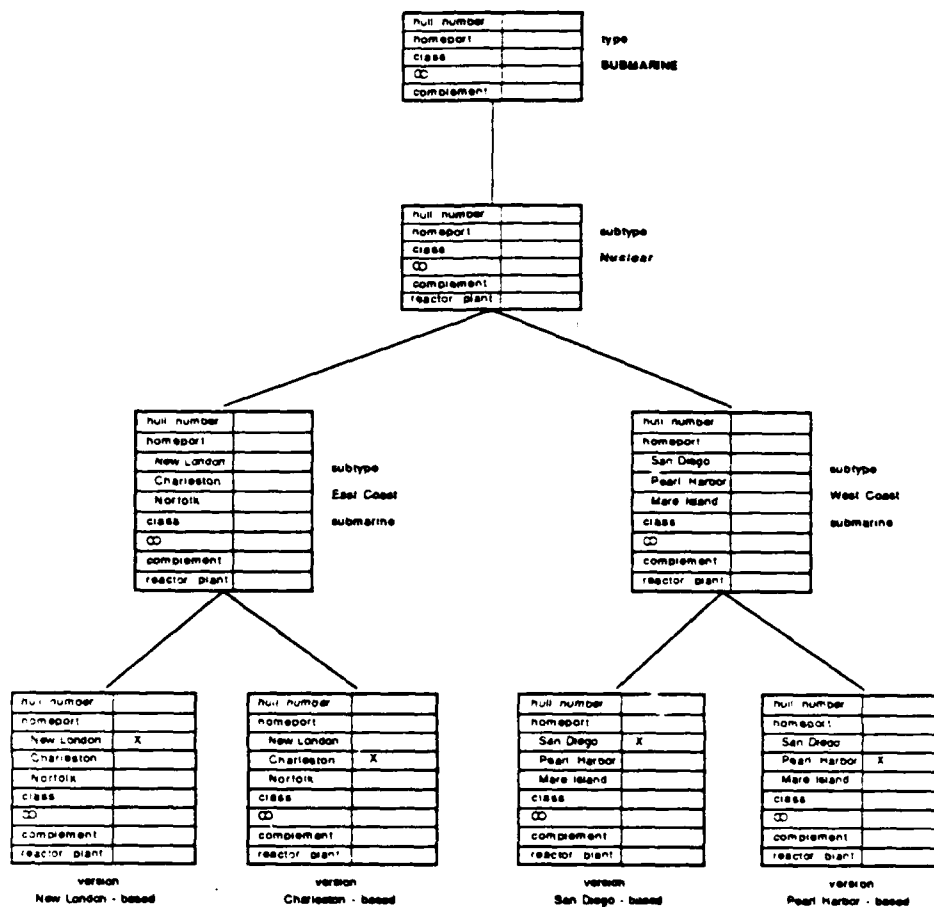 hull number
homeport
class
CO
complement
type
SUBMARINE
hull number
homeport
class
CO
complement
reactor plant
subtype
Nuclear
hull number
homeport
New London
Charleston
Norfolk
class
CO
complement
reactor plant
subtype
East Coast
submarine
hull number
homeport
San Diego
Pearl Harbor
Mare Island
class
CO
complement
reactor plant
subtype
West Coast
submarine
hull number
homeport
New London X
Charleston
Norfolk
class
CO
complement
reactor plant
version
New London - based
hull number
homeport
New London
Charleston X
Norfolk
class
CO
complement
reactor plant
version
Charleston - based
hull number
homeport
San Diego X
Pearl Harbor
Mare Island
class
CO
complement
reactor plant
version
San Diego - based
hull number
homeport
San Diego
Pearl Harbor X
Mare Island
class
CO
complement
reactor plant
version
Pearl Harbor - based